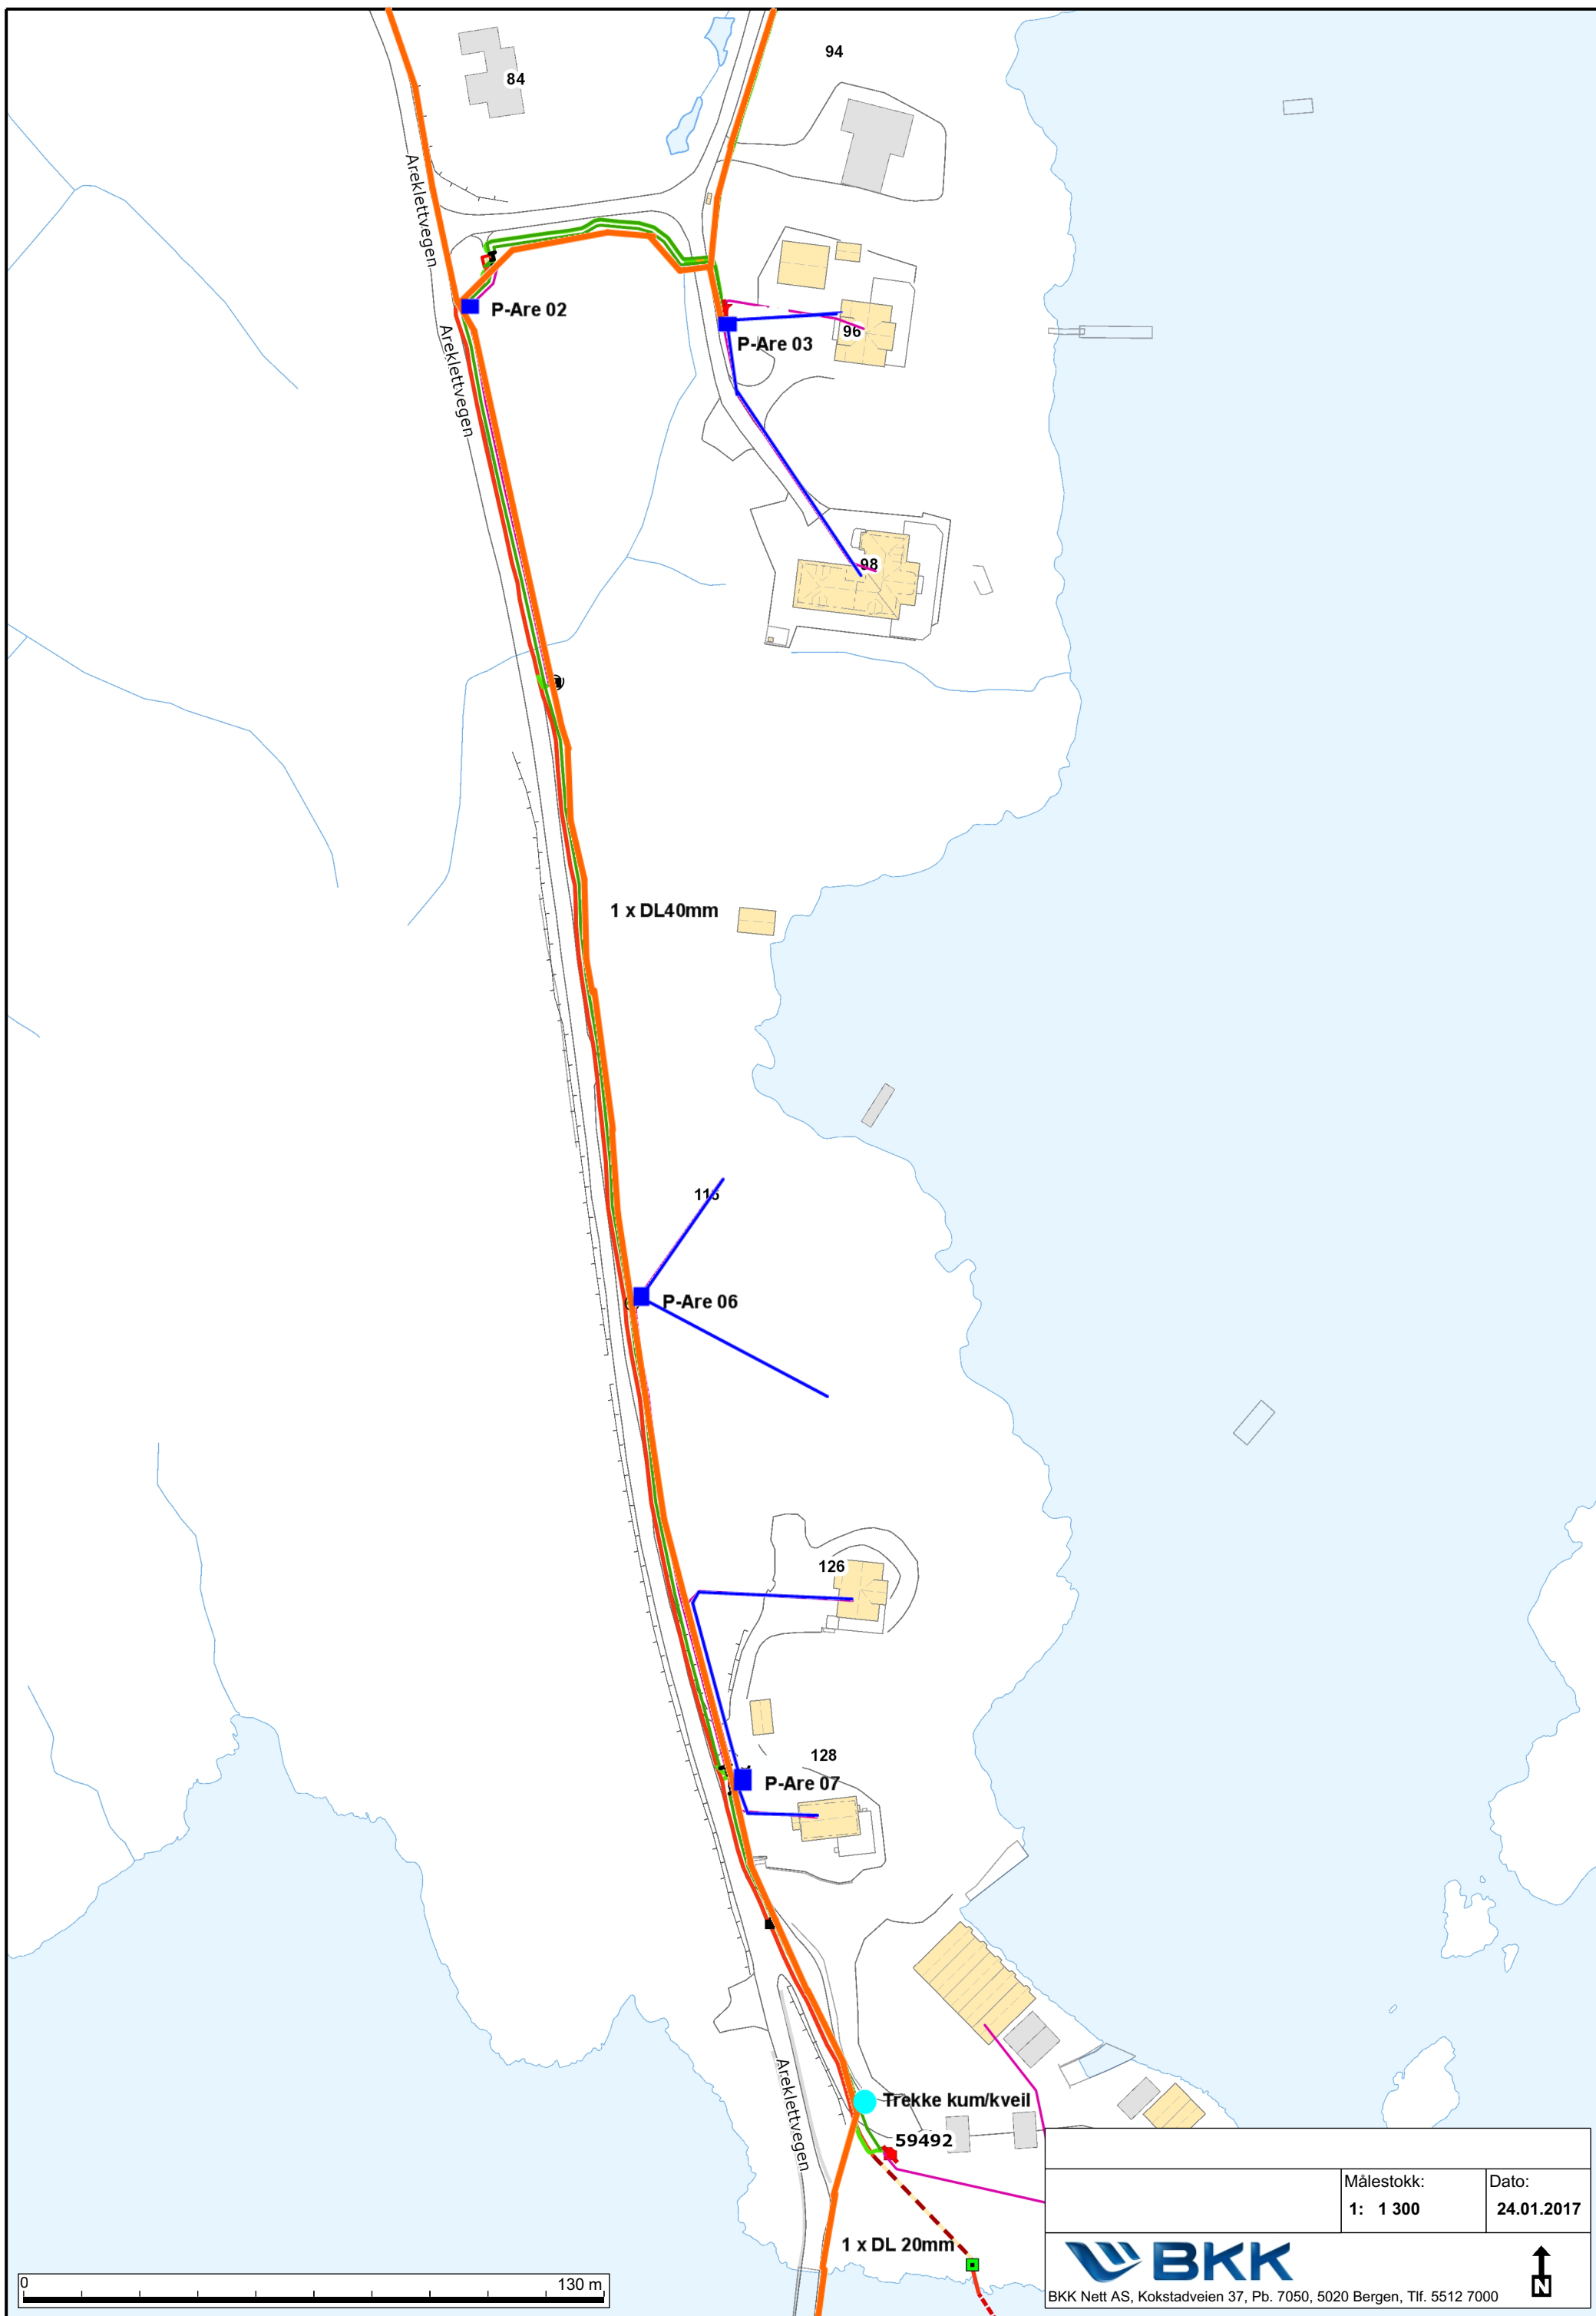 94
84
Areklettvegen
P-Are 02
Areklettvegen
P-Are 03
96
98
1 x DL40mm
P-Are 06
126
128
P-Are 07
Areklettvegen
Trekke kum/kveil
59492
Målestokk:
1: 1 300
Dato:
24.01.2017
1 x DL 20mm
BKK
N
BKK Nett AS, Kokstadveien 37, Pb. 7050, 5020 Bergen, Tlf. 5512 7000
0
130 m